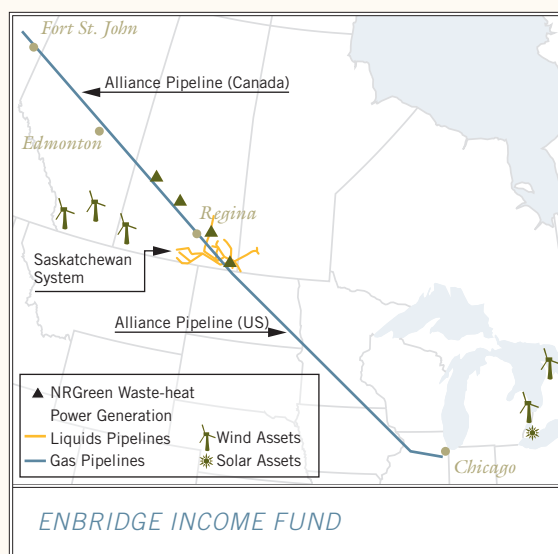 Fort St. John
Alliance Pipeline (Canada)
Edmonton
Regina
Saskatchewan
System
Alliance Pipeline (US)
NRGreen Waste-heat
Power Generation
Liquids Pipelines
Wind Assets
Gas Pipelines
Solar Assets
Chicago
ENBRIDGE INCOME FUND